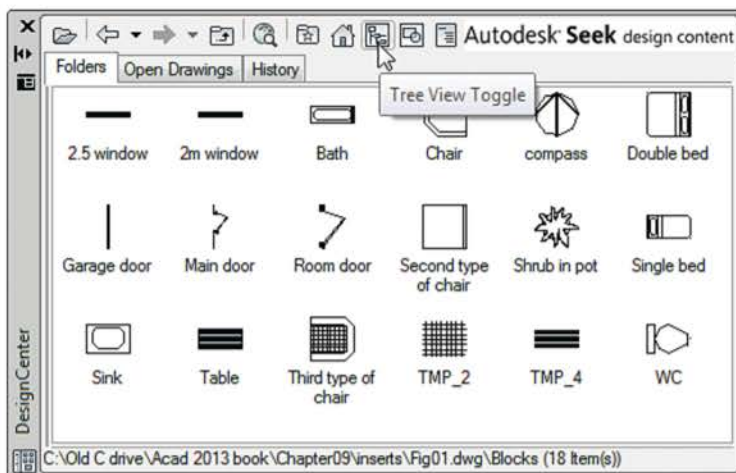 Autodesk® Seek design content
Folders Open Drawings History
Tree View Toggle
2.5 window 2m window Bath Chair compass Double bed
Garage door Main door Room door Second type of chair Shrub in pot Single bed
Sink Table Third type of chair TMP_2 TMP_4 WC
DesignCenter
C:\Old C drive\Acad 2013 book\Chapter09\inserts\Fig01.dwg\Blocks (18 Item(s))